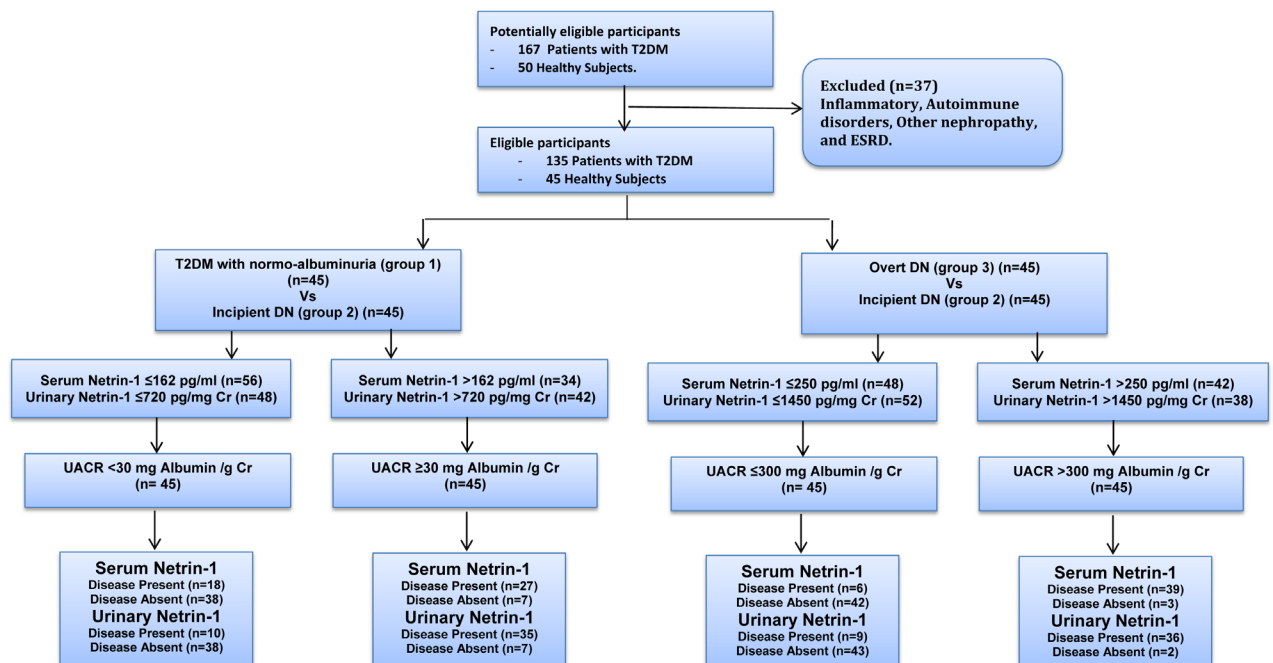 Potentially eligible participants
- 167 Patients with T2DM
- 50 Healthy Subjects.
Excluded (n=37)
Inflammatory, Autoimmune
disorders, Other nephropathy,
and ESRD.
Eligible participants
- 135 Patients with T2DM
- 45 Healthy Subjects
T2DM with normo-albuminuria (group 1)
(n=45)
Vs
Incipient DN (group 2) (n=45)
Overt DN (group 3) (n=45)
Vs
Incipient DN (group 2) (n=45)
Serum Netrin-1 ≤162 pg/ml (n=56)
Urinary Netrin-1 ≤720 pg/mg Cr (n=48)
Serum Netrin-1 >162 pg/ml (n=34)
Urinary Netrin-1 >720 pg/mg Cr (n=42)
Serum Netrin-1 ≤250 pg/ml (n=48)
Urinary Netrin-1 ≤1450 pg/mg Cr (n=52)
Serum Netrin-1 >250 pg/ml (n=42)
Urinary Netrin-1 >1450 pg/mg Cr (n=38)
UACR <30 mg Albumin /g Cr
(n= 45)
UACR ≥30 mg Albumin /g Cr
(n=45)
UACR ≤300 mg Albumin /g Cr
(n= 45)
UACR >300 mg Albumin /g Cr
(n=45)
Serum Netrin-1
Disease Present (n=18)
Disease Absent (n=38)
Urinary Netrin-1
Disease Present (n=10)
Disease Absent (n=38)
Serum Netrin-1
Disease Present (n=27)
Disease Absent (n=7)
Urinary Netrin-1
Disease Present (n=35)
Disease Absent (n=7)
Serum Netrin-1
Disease Present (n=6)
Disease Absent (n=42)
Urinary Netrin-1
Disease Present (n=9)
Disease Absent (n=43)
Serum Netrin-1
Disease Present (n=39)
Disease Absent (n=3)
Urinary Netrin-1
Disease Present (n=36)
Disease Absent (n=2)